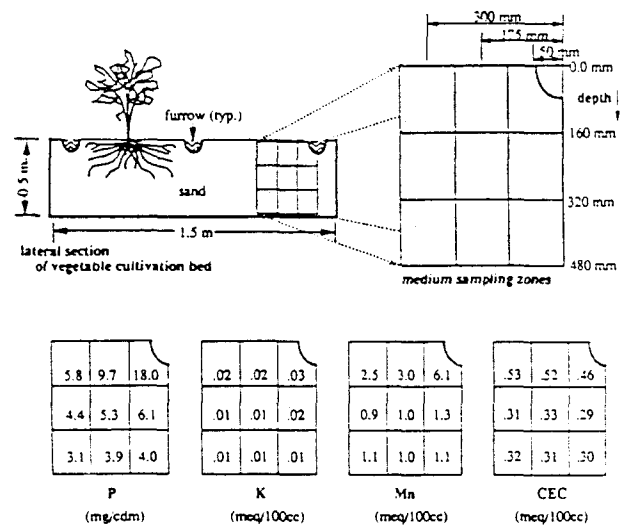 300 mm
175 mm
50 mm
0.0 mm
depth
furrow (typ.)
160 mm
0.5 m
sand
320 mm
1.5 m
lateral section
of vegetable cultivation bed
480 mm
medium sampling zones
5.8 9.7 18.0
4.4 5.3 6.1
3.1 3.9 4.0
P
(mg/cdm)
.02 .02 .03
.01 .01 .02
.01 .01 .01
K
(meq/100cc)
2.5 3.0 6.1
0.9 1.0 1.3
1.1 1.0 1.1
Mn
(meq/100cc)
.53 .52 .46
.31 .33 .29
.32 .31 .30
CEC
(meq/100cc)